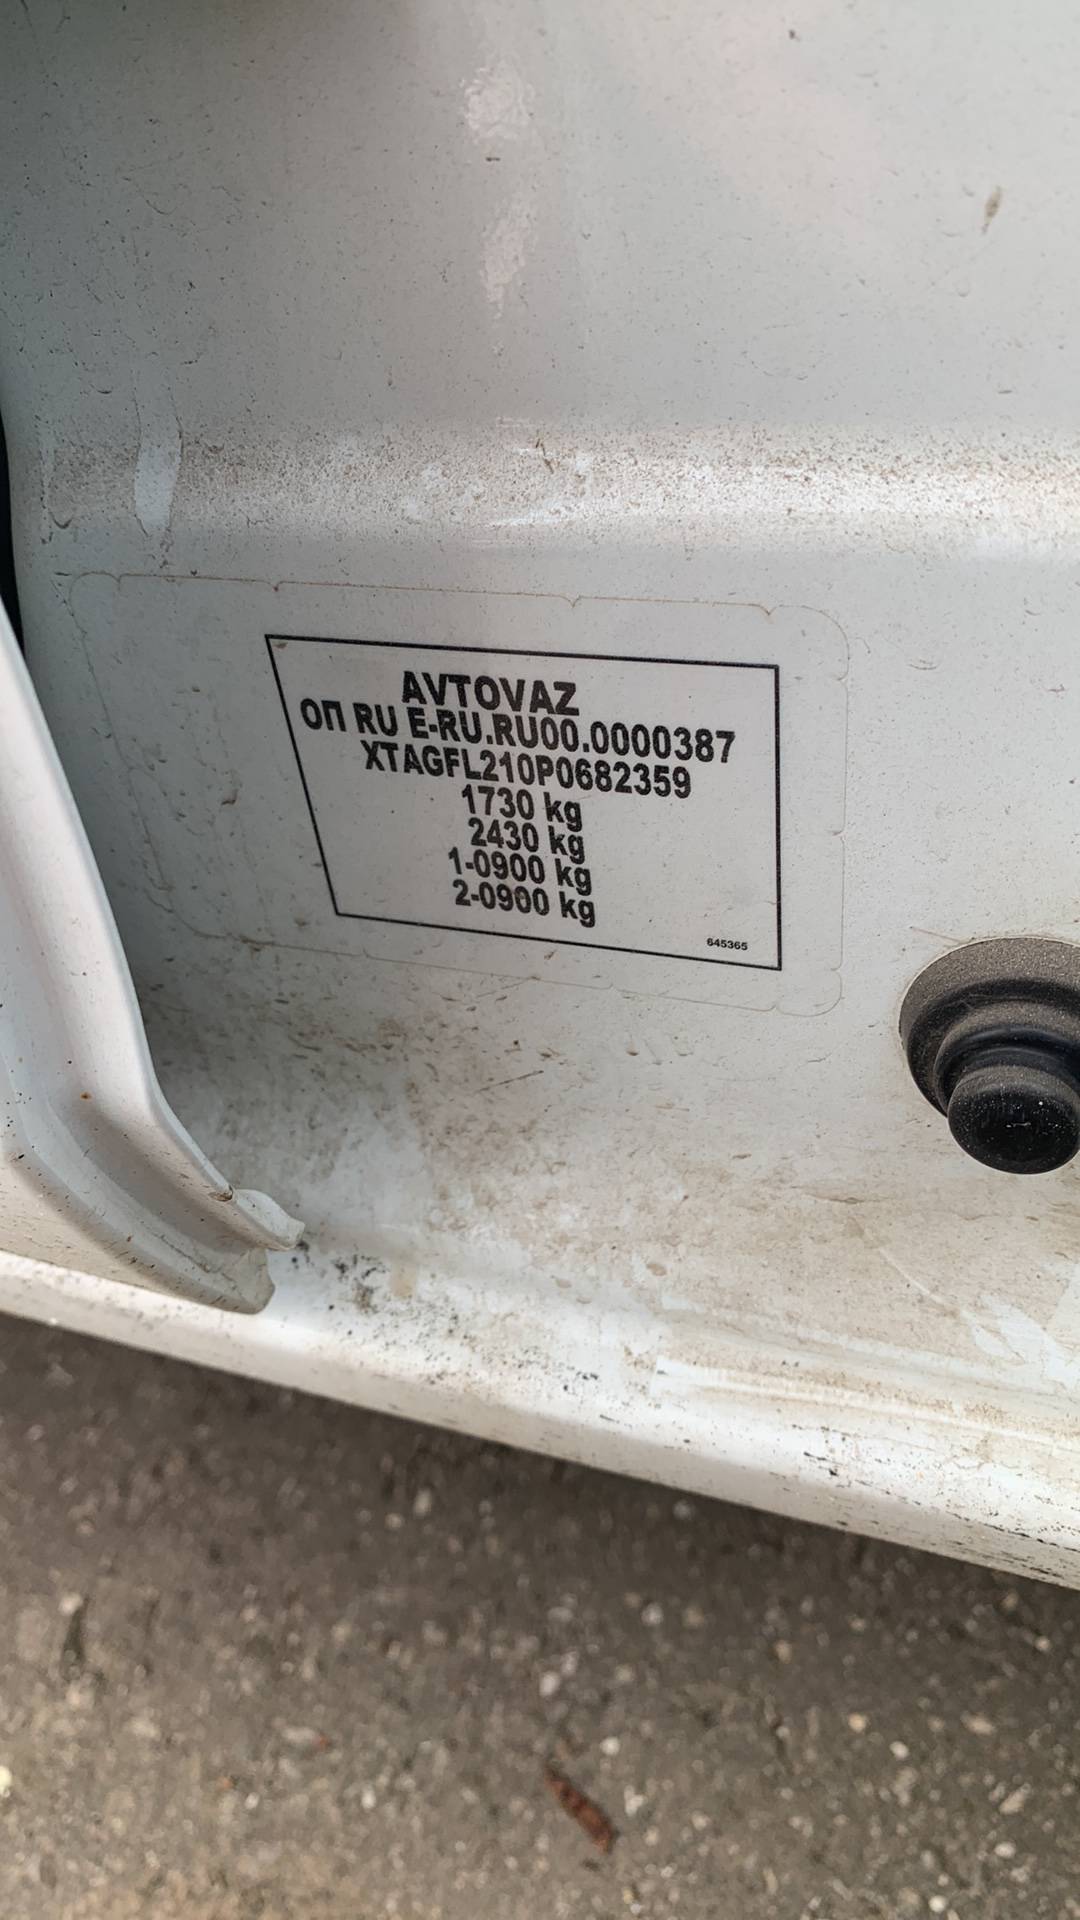 AVTOVAZ
ОП RU E-RU.RU00.0000387
XTAGFL210P0682359
1730 kg
2430 kg
1-0900 kg
2-0900 kg
645365